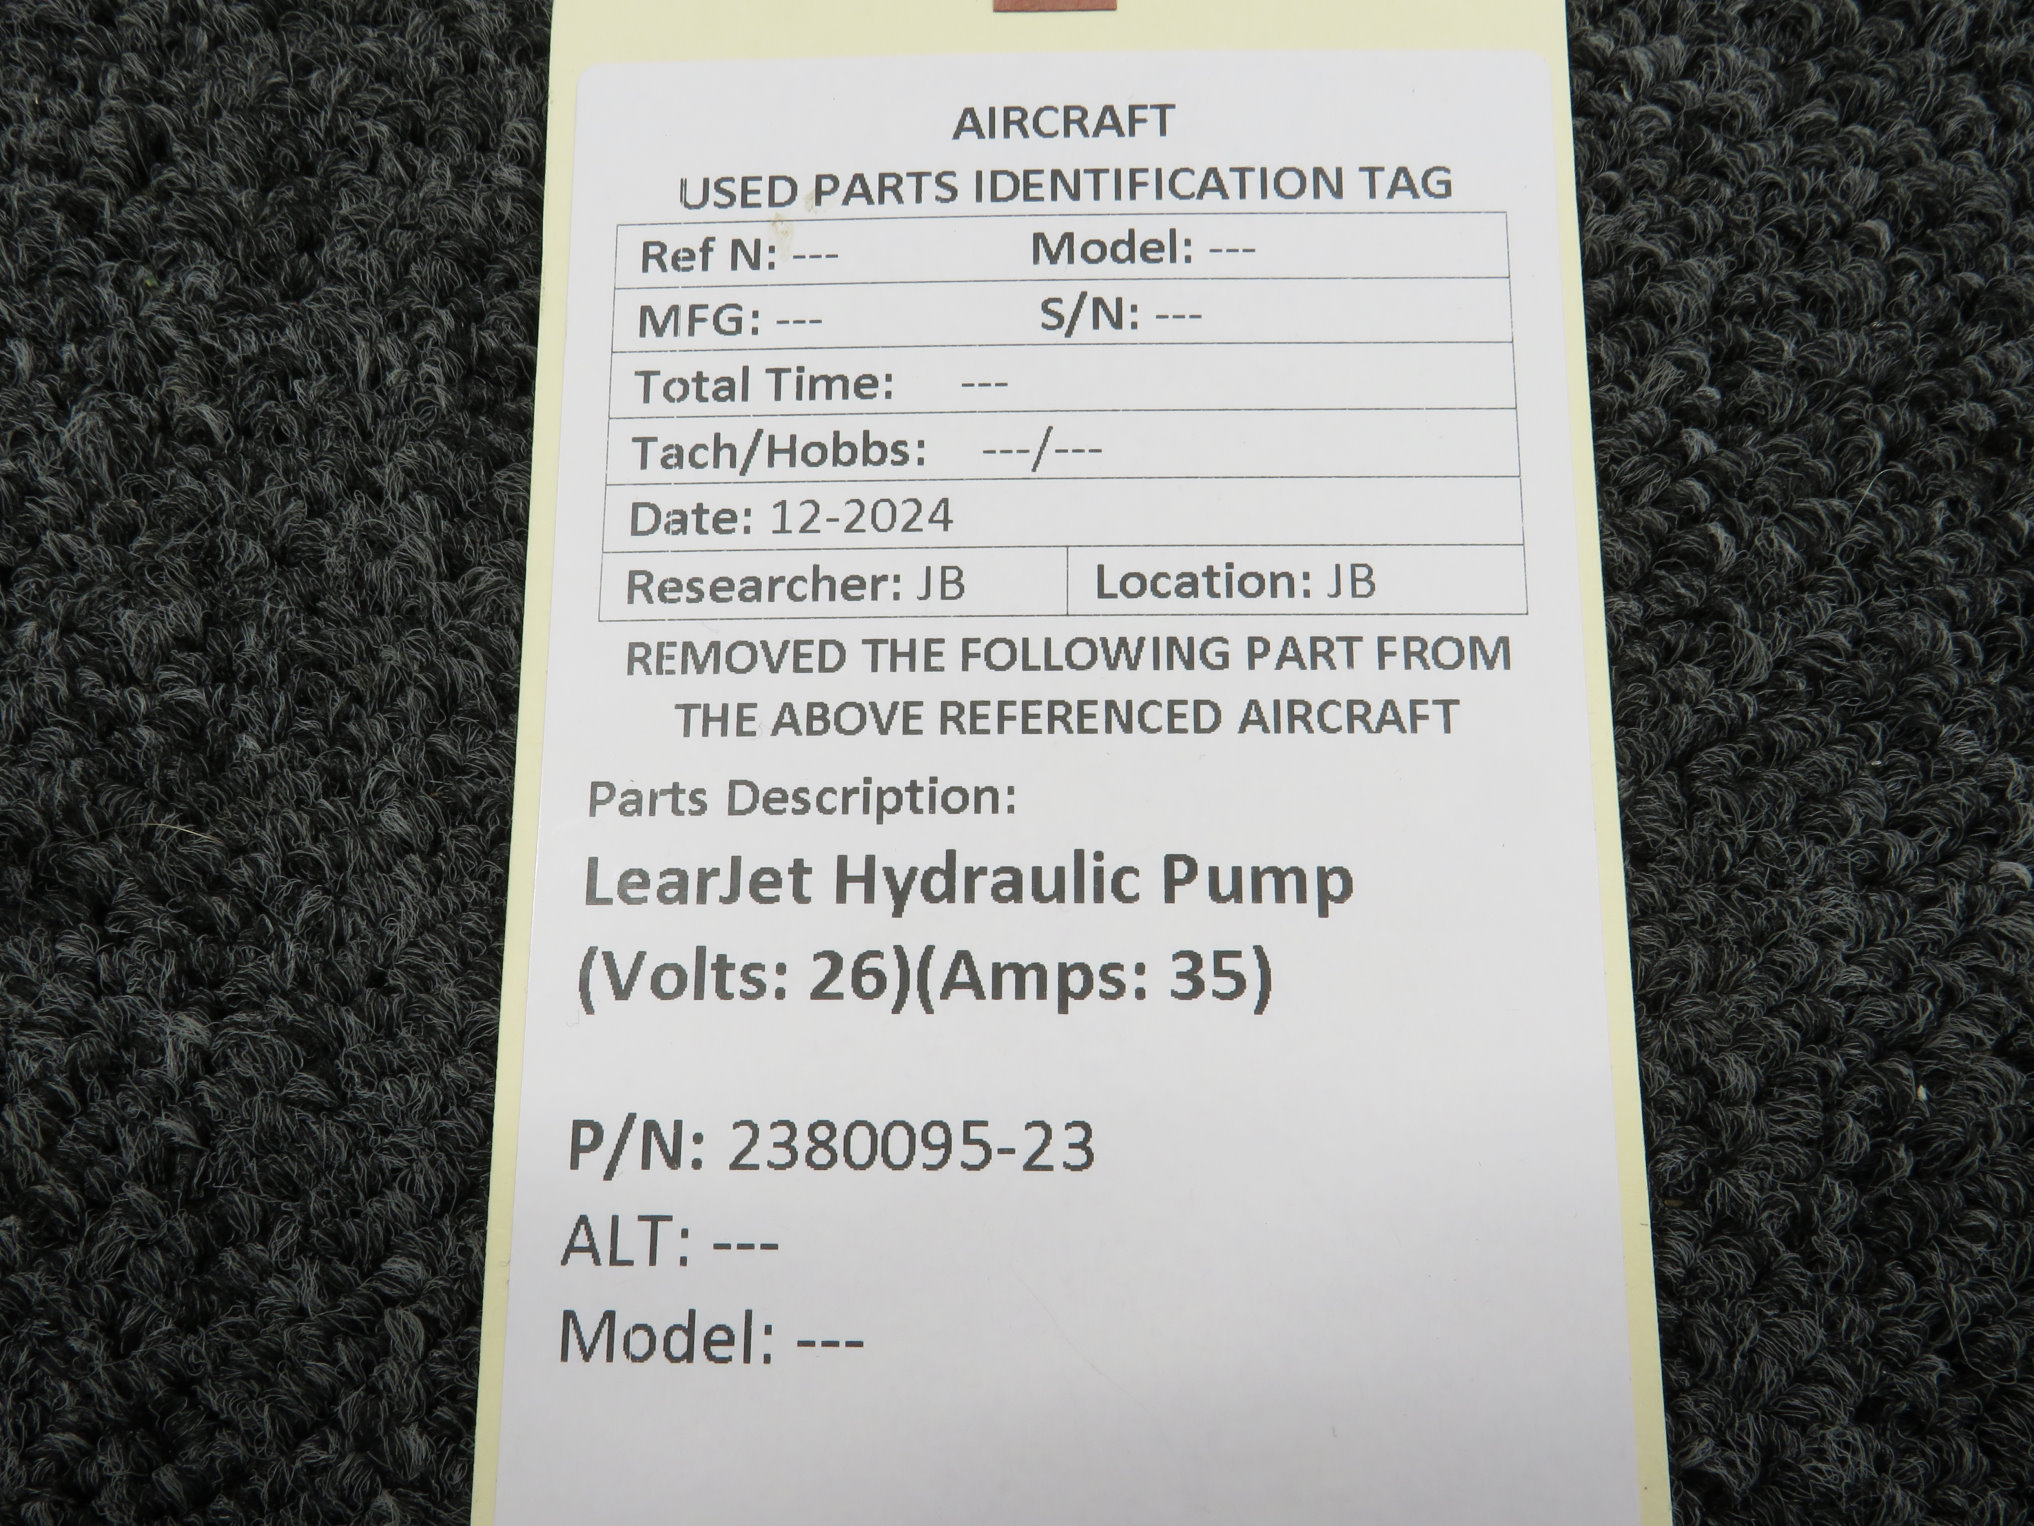 AIRCRAFT
USED PARTS IDENTIFICATION TAG
Ref N: --- Model: ---
MFG: --- S/N: ---
Total Time: ---
Tach/Hobbs: ---/---
Date: 12-2024
Researcher: JB Location: JB
REMOVED THE FOLLOWING PART FROM
THE ABOVE REFERENCED AIRCRAFT
Parts Description:
LearJet Hydraulic Pump
(Volts: 26)(Amps: 35)
P/N: 2380095-23
ALT: ---
Model: ---